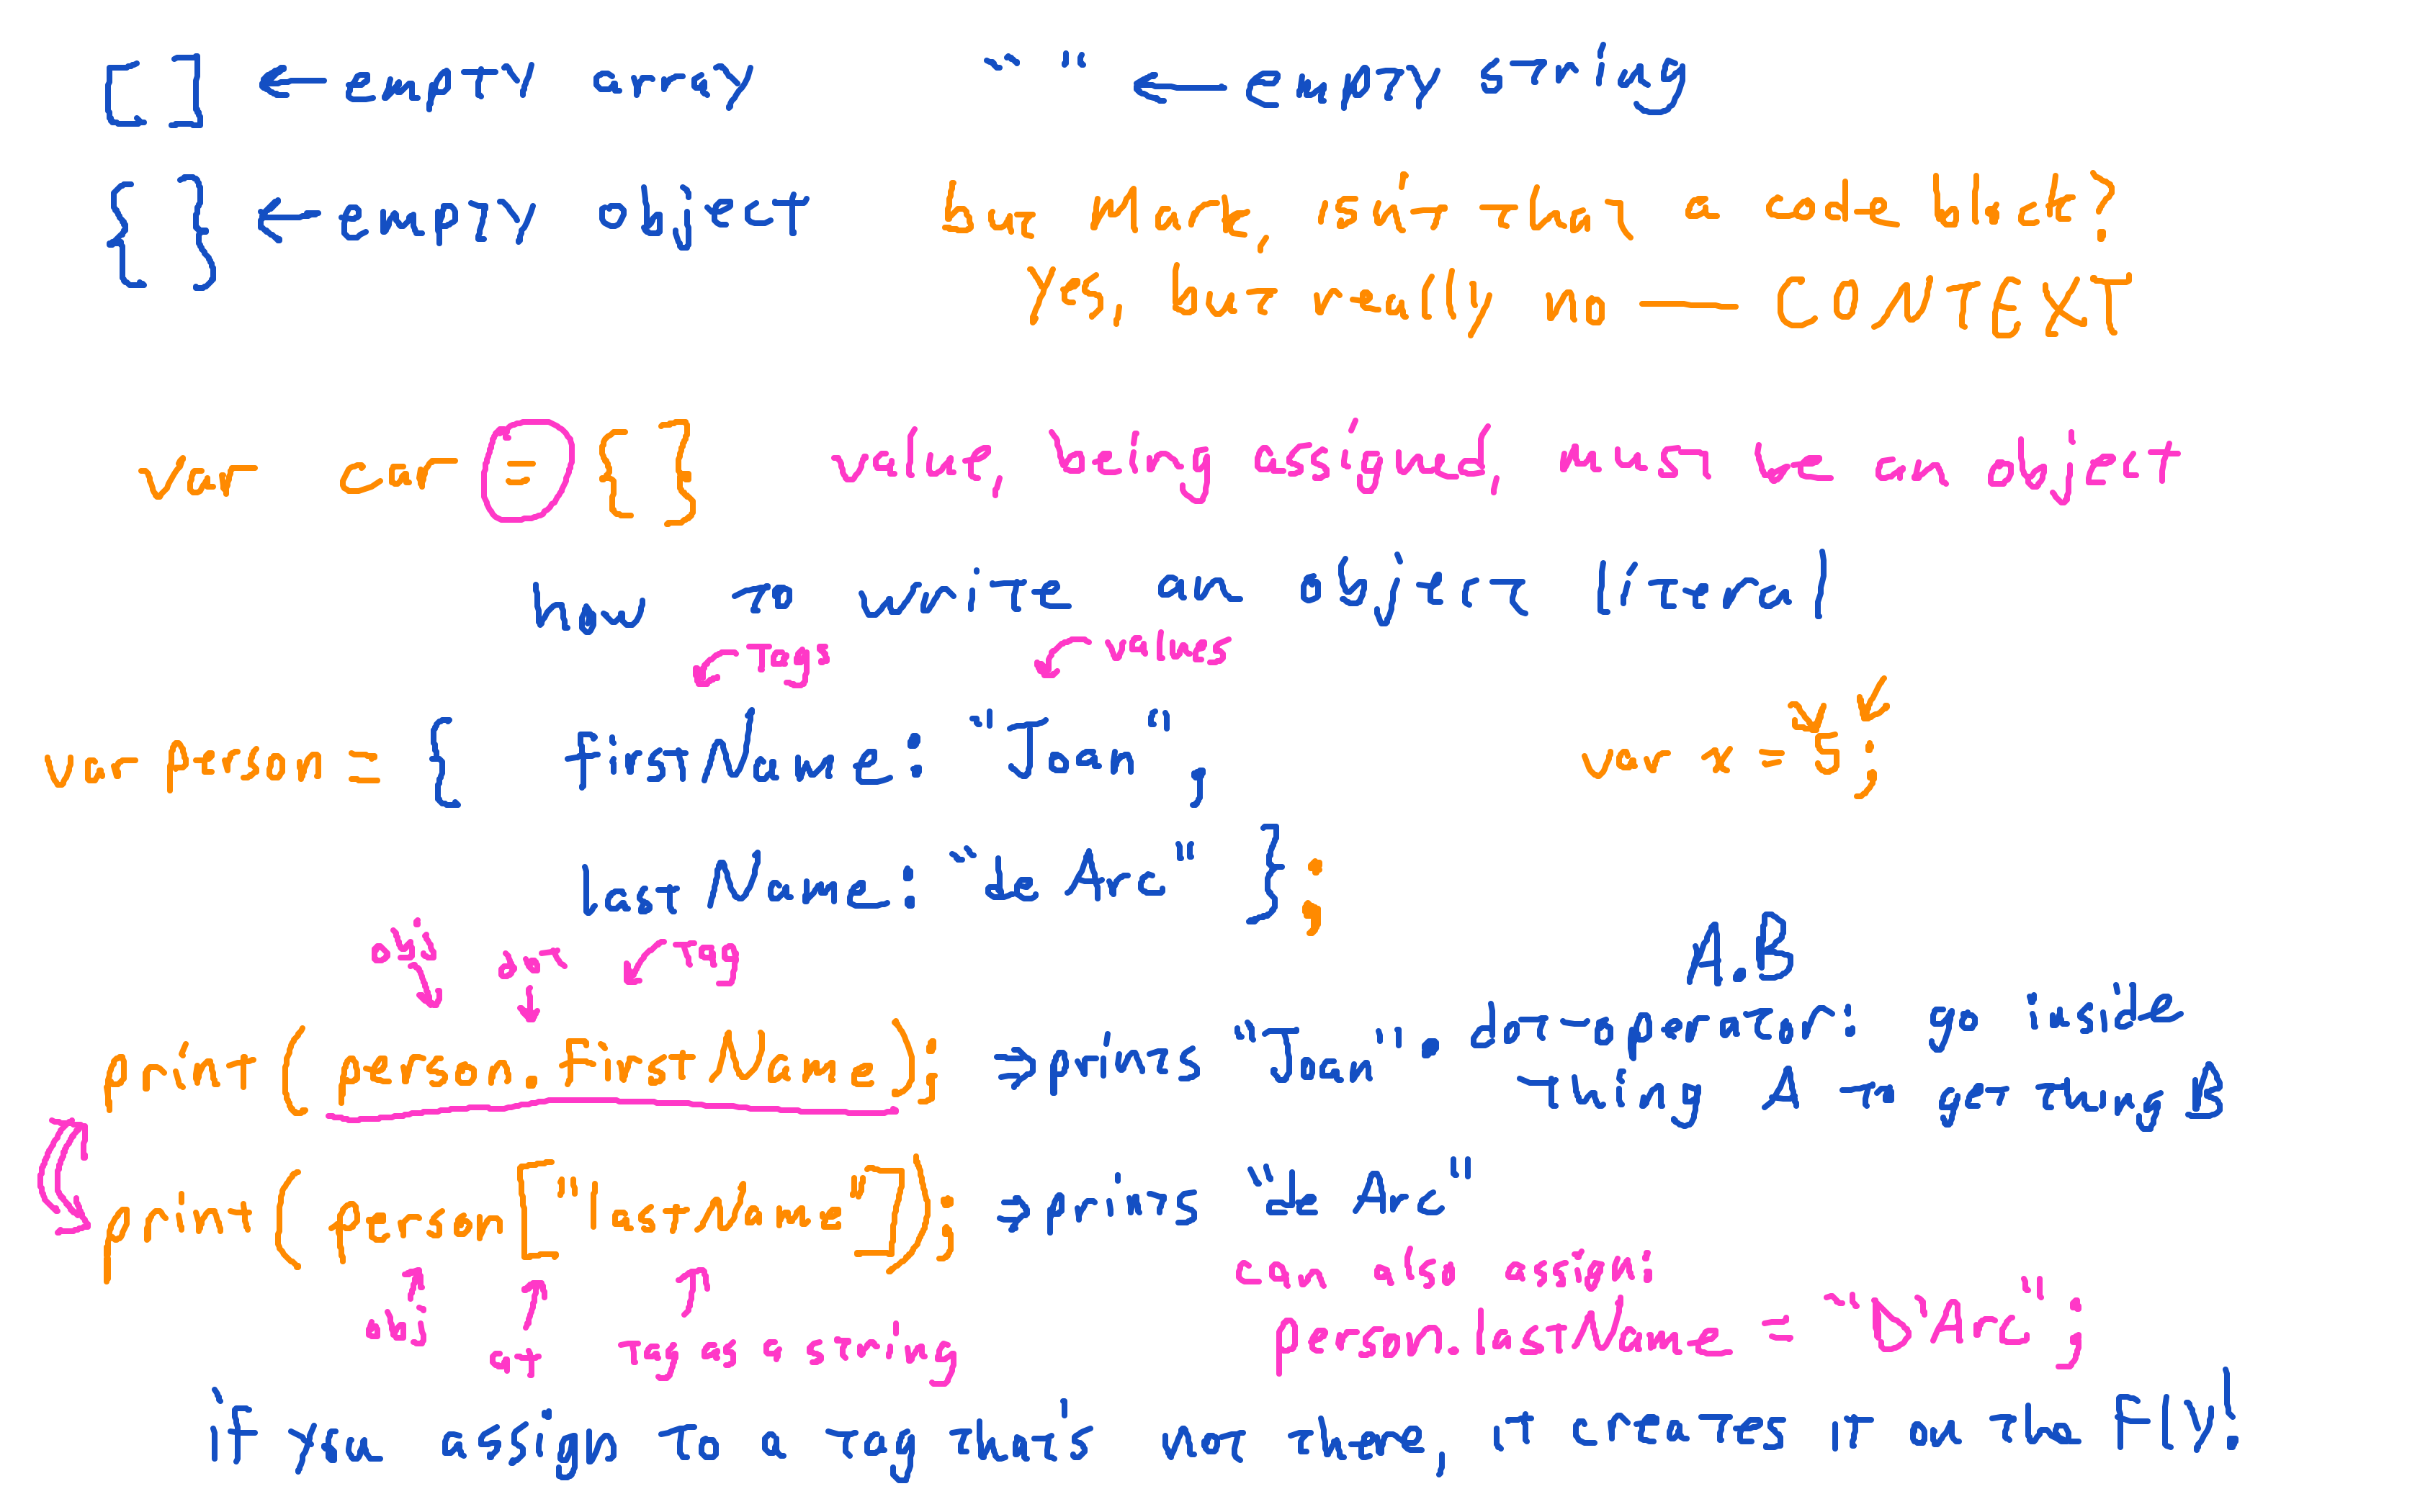 [ ] ← empty array “ " ← empty string
{ } ← empty object but Mark, isn't that a code block?
Yes, but really no — CONTEXT
var car = { } value, being assigned, must be an object
how to write an object literal
tags values
var person = { firstName: "Joan", var x = 5;
lastName: “de Arc" };
obj dot tag A.B
print (person.firstName); ⇒ prints “Joan". dot-operator: go inside
thing A to get thing B
print (person["lastName"]); ⇒ prints “de Arc"
obj at tag as a string can also assign:
person.lastName = “D'Arc";
if you assign to a tag that's not there, it creates it on the FLY!